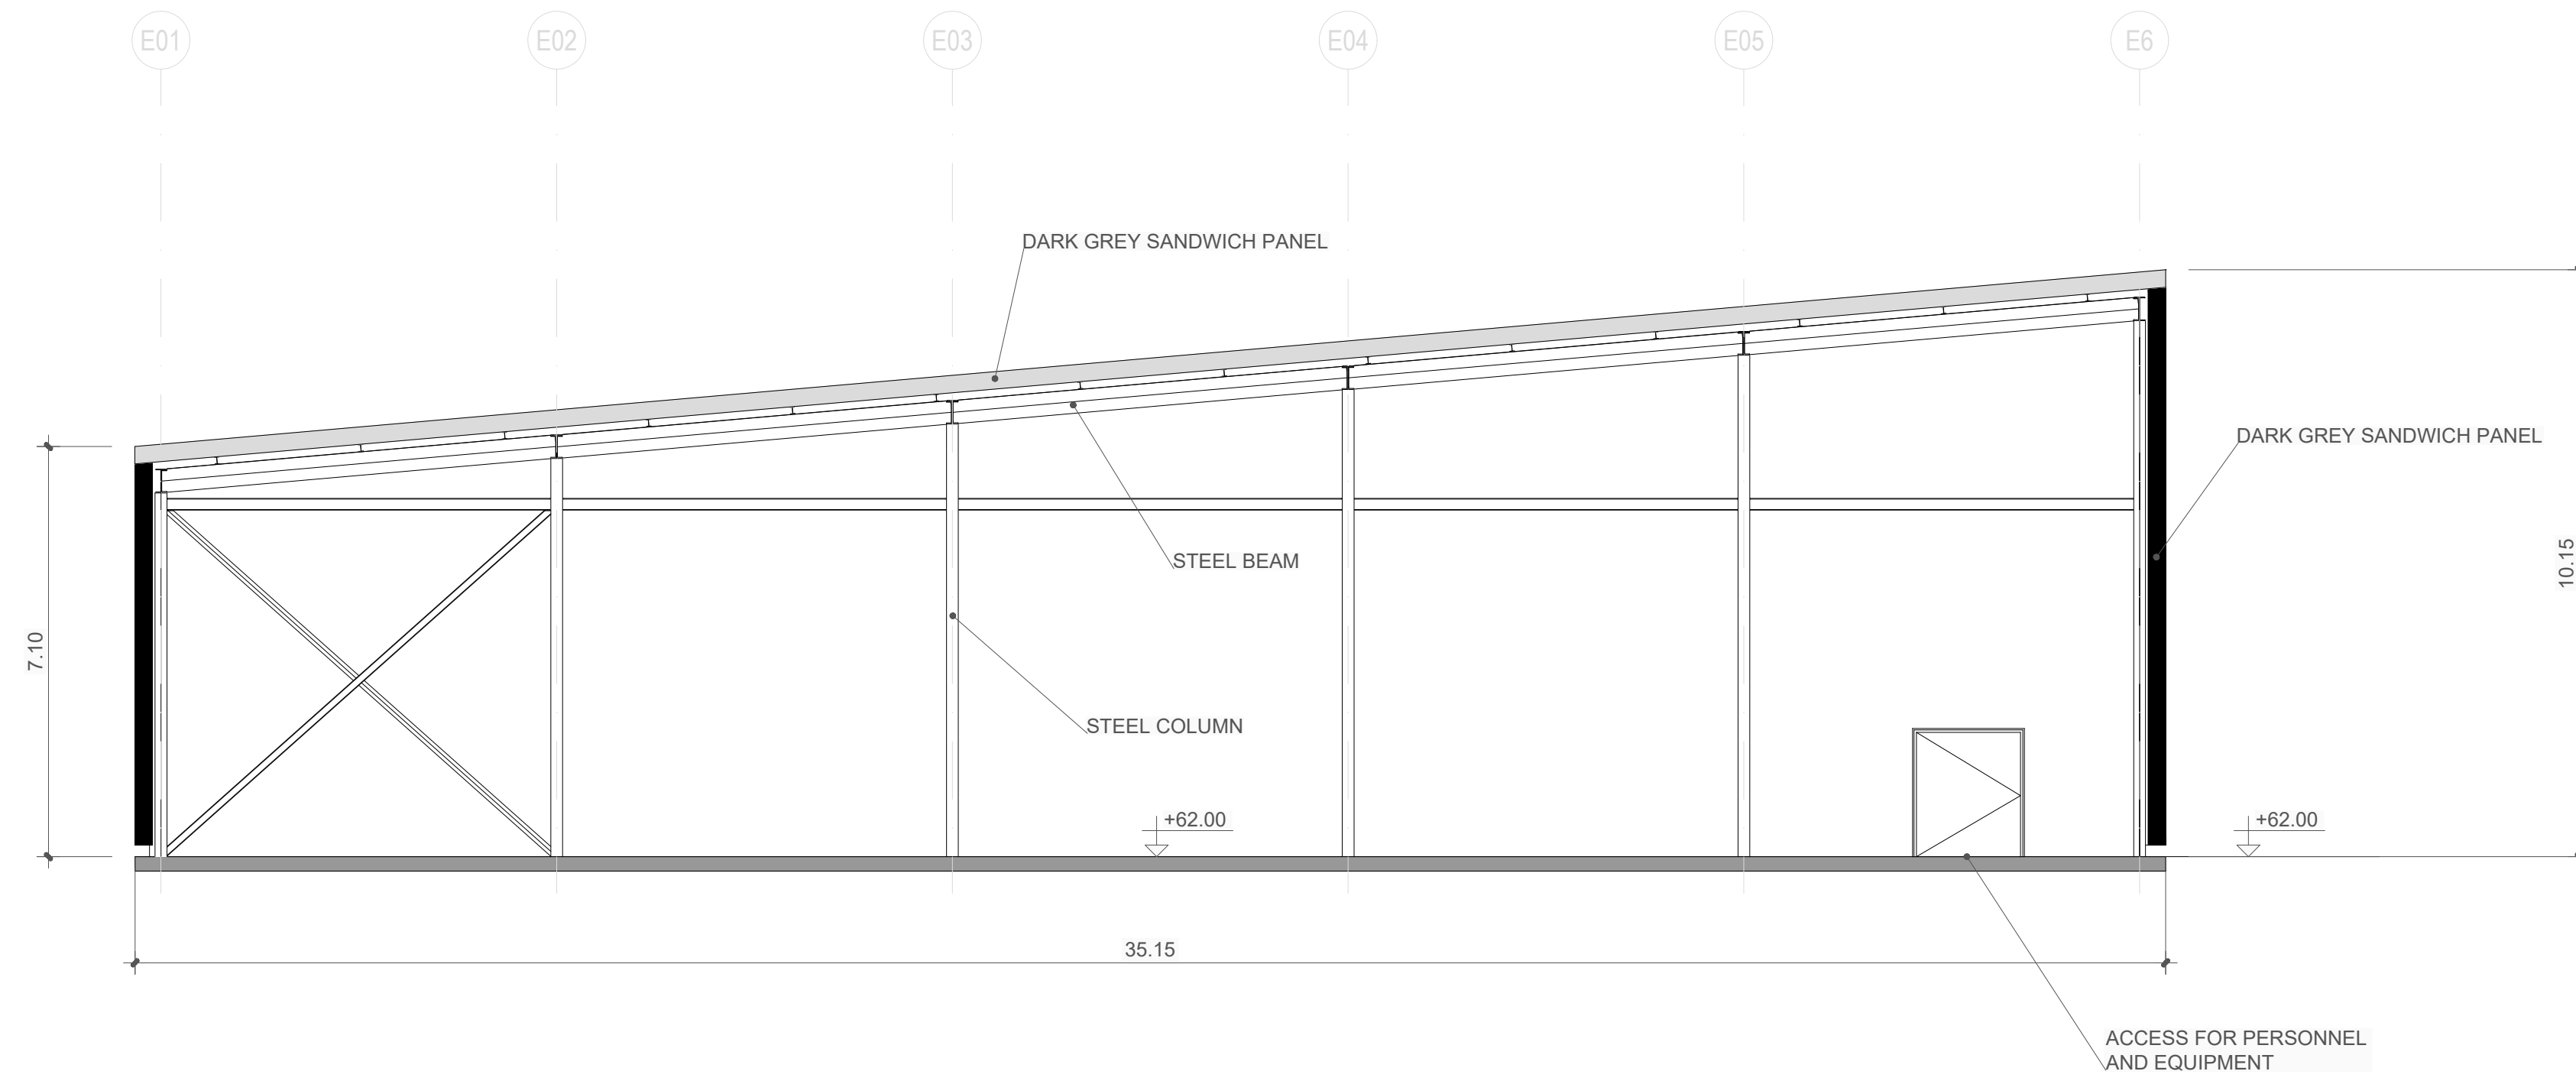 E01
E02
E03
E04
E05
E6
DARK GREY SANDWICH PANEL
DARK GREY SANDWICH PANEL
STEEL BEAM
10.15
7.10
STEEL COLUMN
+62.00
+62.00
35.15
ACCESS FOR PERSONNEL
AND EQUIPMENT